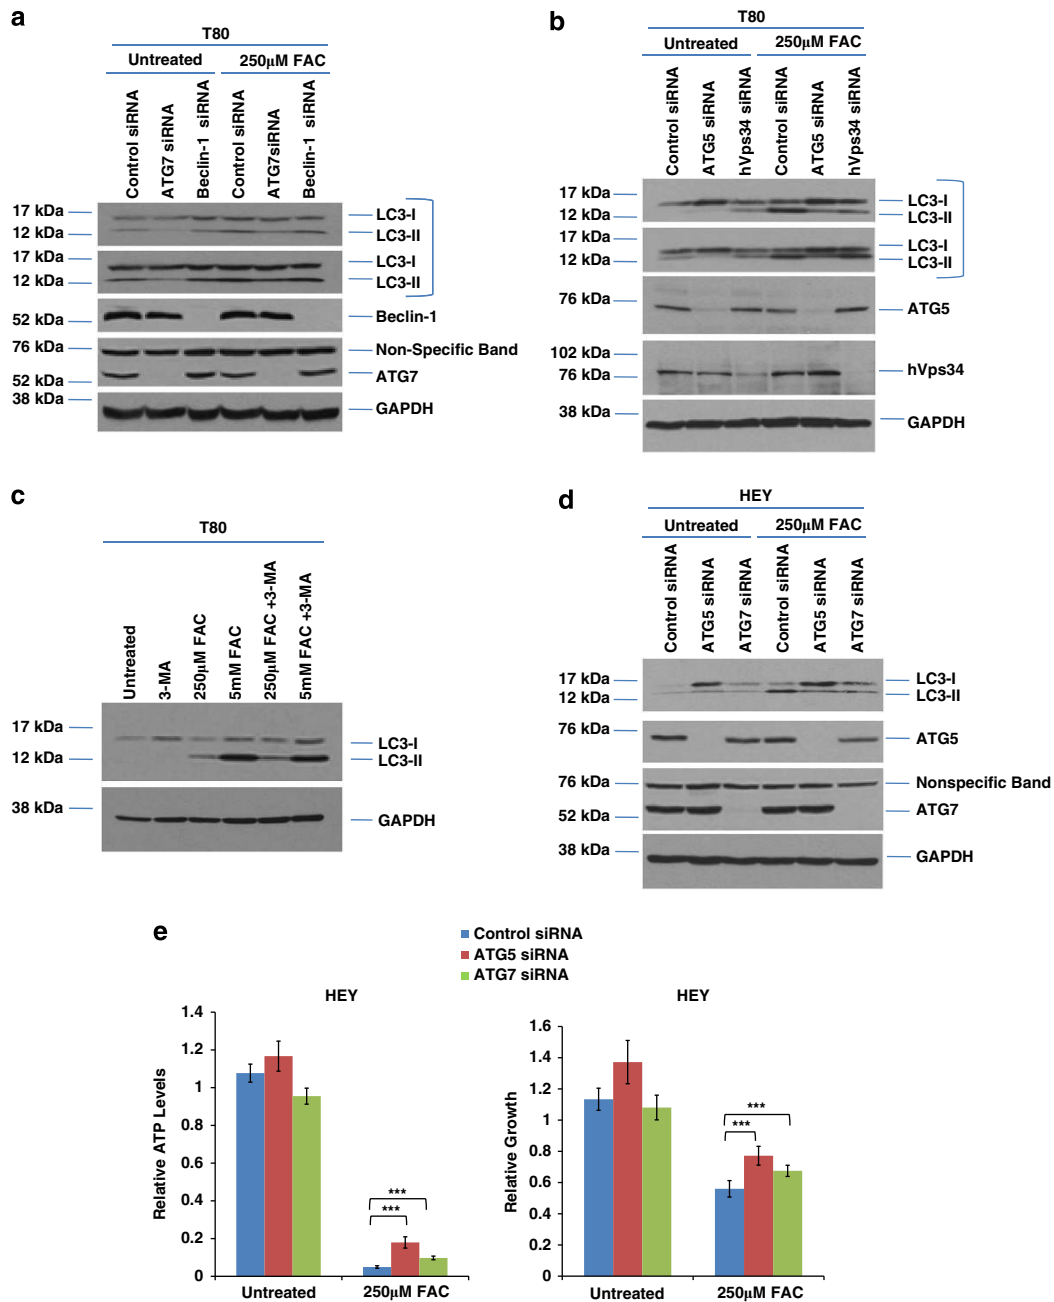 a
T80
Untreated
250μM FAC
Control siRNA
ATG7 siRNA
Beclin-1 siRNA
Control siRNA
ATG7siRNA
Beclin-1 siRNA
17 kDa
12 kDa
17 kDa
12 kDa
52 kDa
76 kDa
52 kDa
38 kDa
LC3-I
LC3-II
LC3-I
LC3-II
Beclin-1
Non-Specific Band
ATG7
GAPDH
b
T80
Untreated
250μM FAC
Control siRNA
ATG5 siRNA
hVps34 siRNA
Control siRNA
ATG5 siRNA
hVps34 siRNA
17 kDa
12 kDa
17 kDa
12 kDa
76 kDa
102 kDa
76 kDa
38 kDa
LC3-I
LC3-II
LC3-I
LC3-II
ATG5
hVps34
GAPDH
c
T80
Untreated
3-MA
250μM FAC
5mM FAC
250μM FAC +3-MA
5mM FAC +3-MA
17 kDa
12 kDa
38 kDa
LC3-I
LC3-II
GAPDH
d
HEY
Untreated
250μM FAC
Control siRNA
ATG5 siRNA
ATG7 siRNA
Control siRNA
ATG5 siRNA
ATG7 siRNA
17 kDa
12 kDa
76 kDa
76 kDa
52 kDa
38 kDa
LC3-I
LC3-II
ATG5
Nonspecific Band
ATG7
GAPDH
e
Control siRNA
ATG5 siRNA
ATG7 siRNA
HEY
Relative ATP Levels
1.4
1.2
1
0.8
0.6
0.4
0.2
0
***
***
Untreated
250μM FAC
HEY
Relative Growth
1.6
1.4
1.2
1
0.8
0.6
0.4
0.2
0
***
***
Untreated
250μM FAC